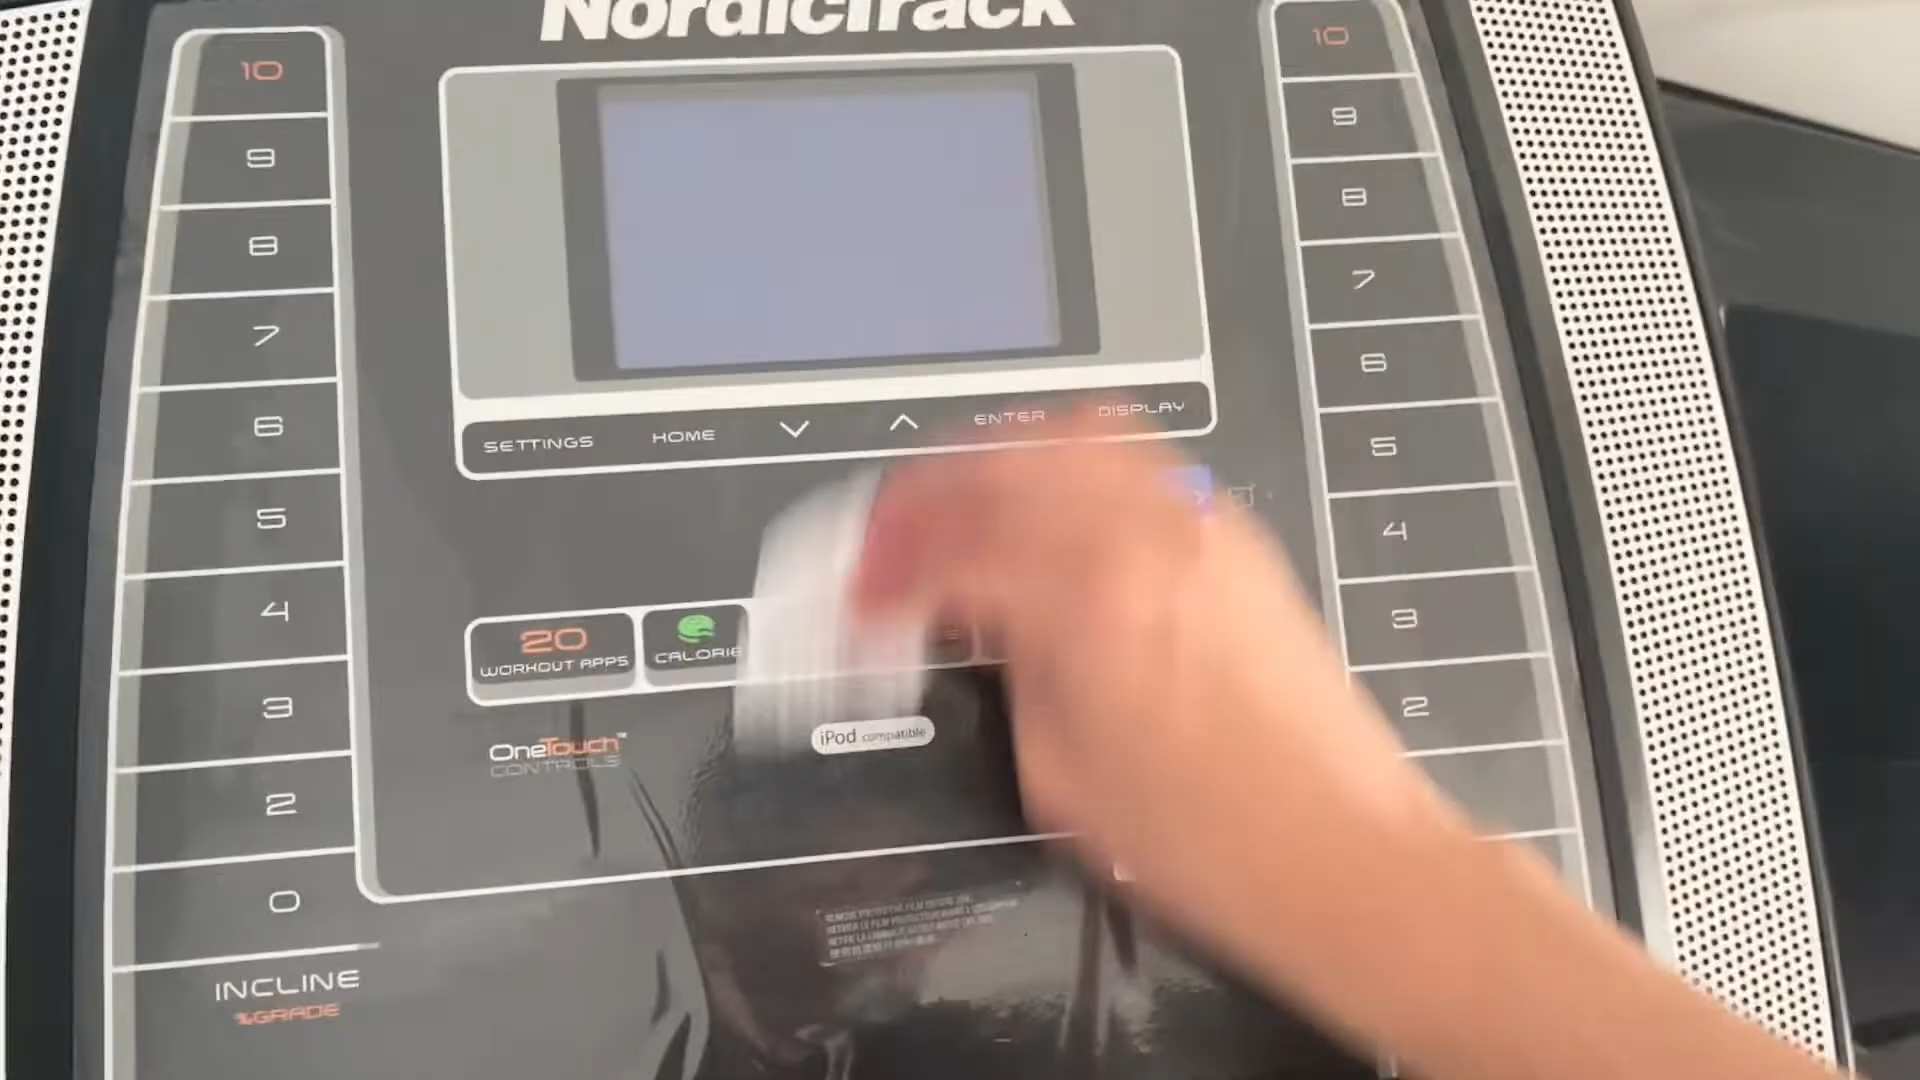 NordicTrack
10
9
8
7
6
5
4
3
2
0
INCLINE
%GRADE
SETTINGS HOME ENTER DISPLAY
20
WORKOUT APPS
CALORIE
OneTouch™
CONTROLS
iPod compatible
10
9
8
7
6
5
4
3
2